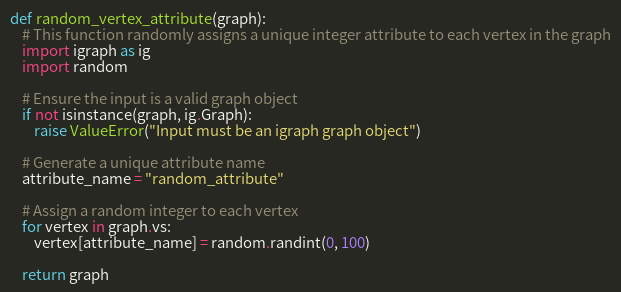 def random_vertex_attribute(graph):
    # This function randomly assigns a unique integer attribute to each vertex in the graph
    import igraph as ig
    import random

    # Ensure the input is a valid graph object
    if not isinstance(graph, ig.Graph):
        raise ValueError("Input must be an igraph graph object")

    # Generate a unique attribute name
    attribute_name = "random_attribute"

    # Assign a random integer to each vertex
    for vertex in graph.vs:
        vertex[attribute_name] = random.randint(0, 100)

    return graph